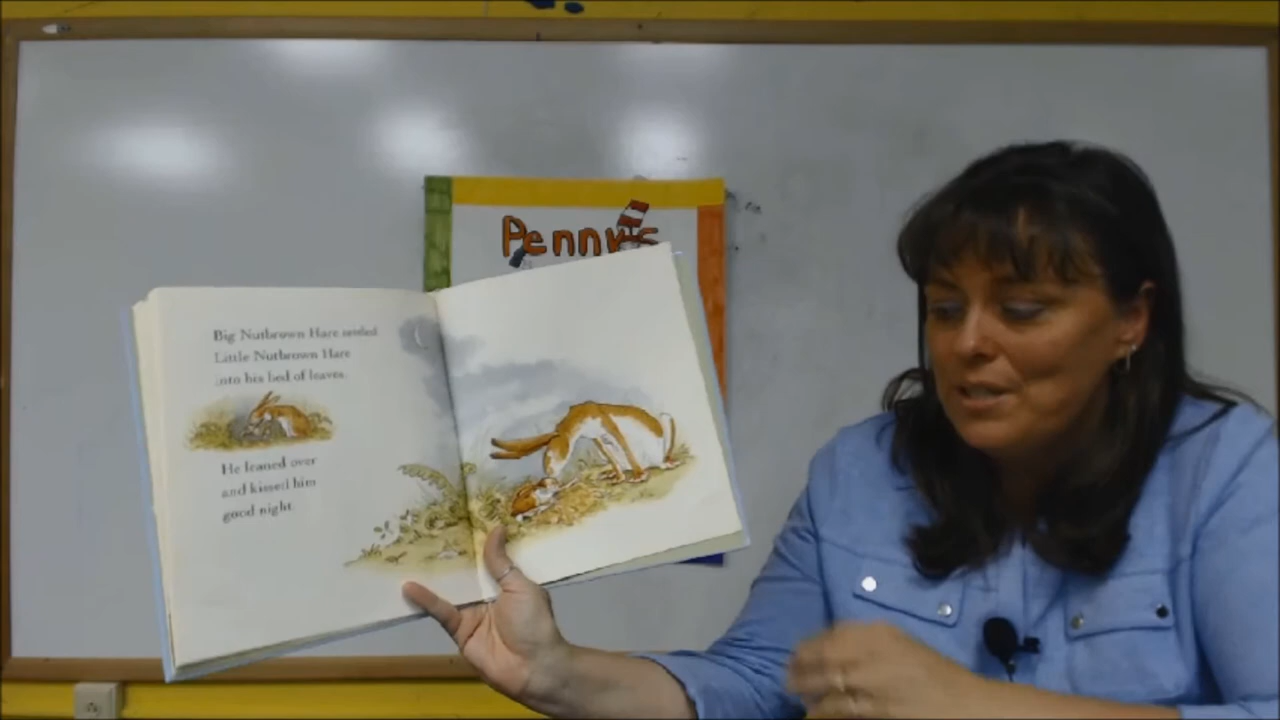 Penny's
Big Nutbrown Hare settled
Little Nutbrown Hare
into his bed of leaves.
He leaned over
and kissed him
good night.